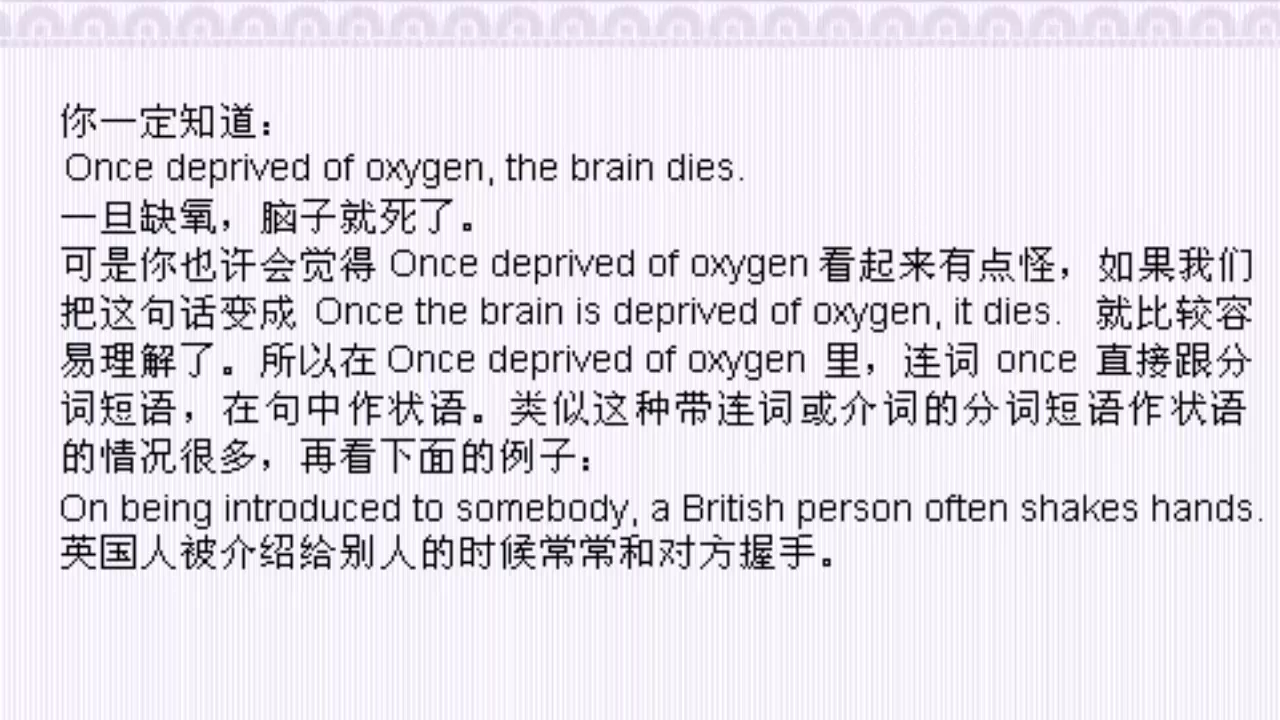 你一定知道：
Once deprived of oxygen, the brain dies.
一旦缺氧，脑子就死了。
可是你也许会觉得 Once deprived of oxygen 看起来有点怪，如果我们
把这句话变成 Once the brain is deprived of oxygen, it dies. 就比较容
易理解了。所以在 Once deprived of oxygen 里，连词 once 直接跟分
词短语，在句中作状语。类似这种带连词或介词的分词短语作状语
的情况很多，再看下面的例子：
On being introduced to somebody, a British person often shakes hands.
英国人被介绍给别人的时候常常和对方握手。